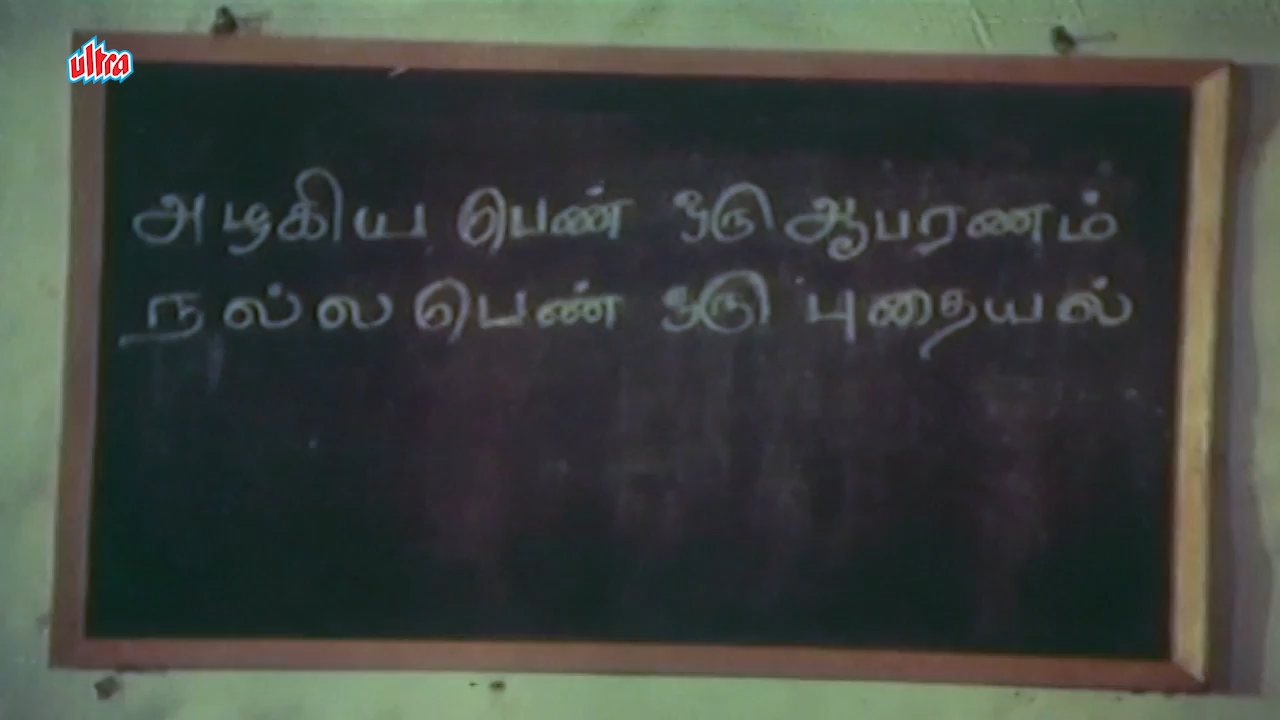 ultra
அழகிய பெண் ஒரு ஆபரணம்
நல்ல பெண் ஒரு புதையல்